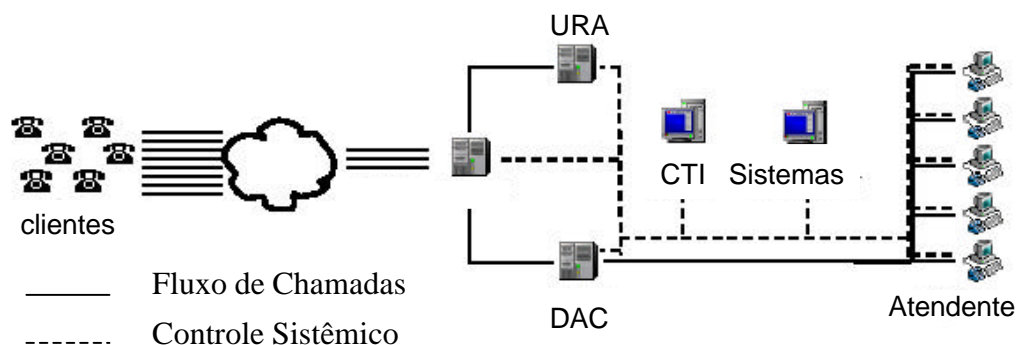 URA
CTI Sistemas
clientes
Fluxo de Chamadas
DAC
Atendente
Controle Sistêmico